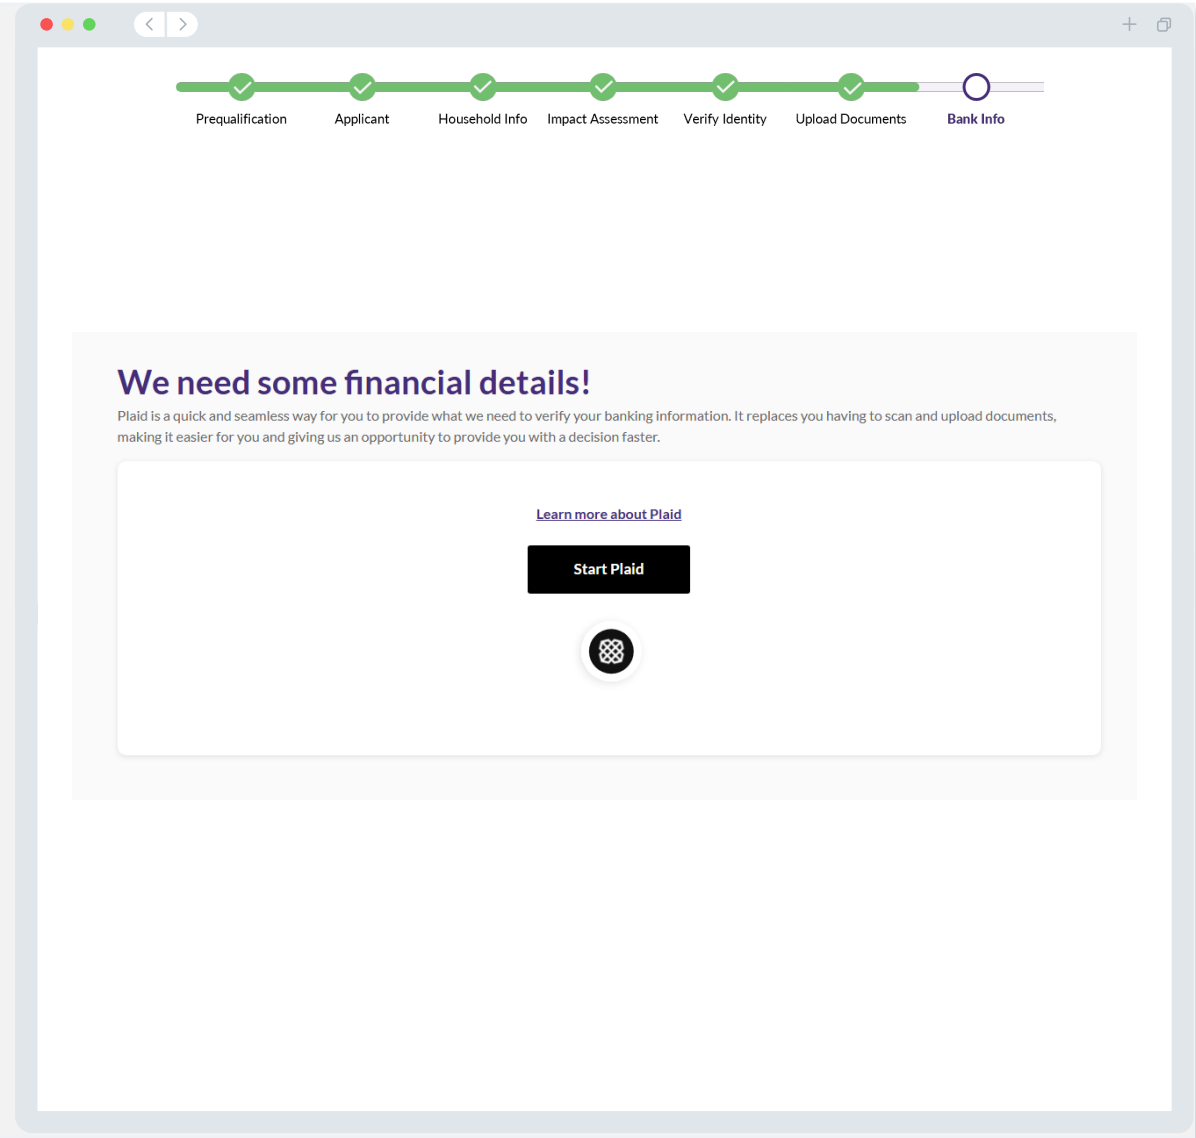 Prequalification Applicant Household Info Impact Assessment Verify Identity Upload Documents Bank Info
We need some financial details!
Plaid is a quick and seamless way for you to provide what we need to verify your banking information. It replaces you having to scan and upload documents,
making it easier for you and giving us an opportunity to provide you with a decision faster.
Learn more about Plaid
Start Plaid